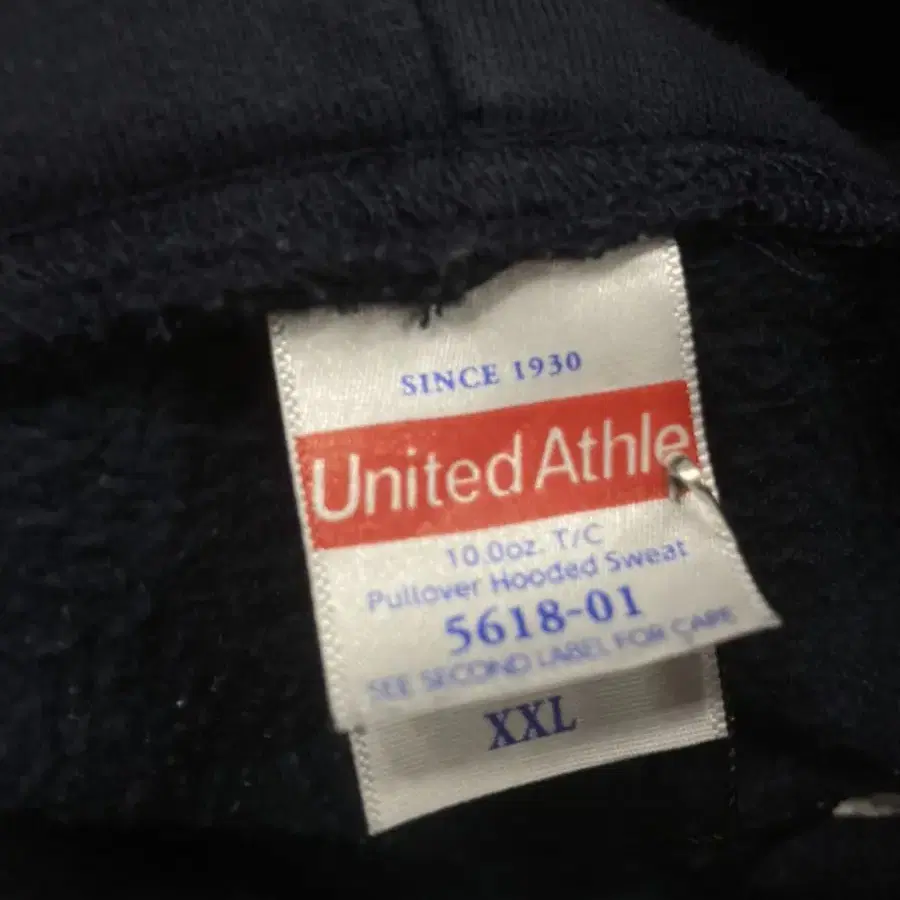 SINCE 1930
United Athle
10.0oz. T/C
Pullover Hooded Sweat
5618-01
SEE SECOND LABEL FOR CARE
XXL